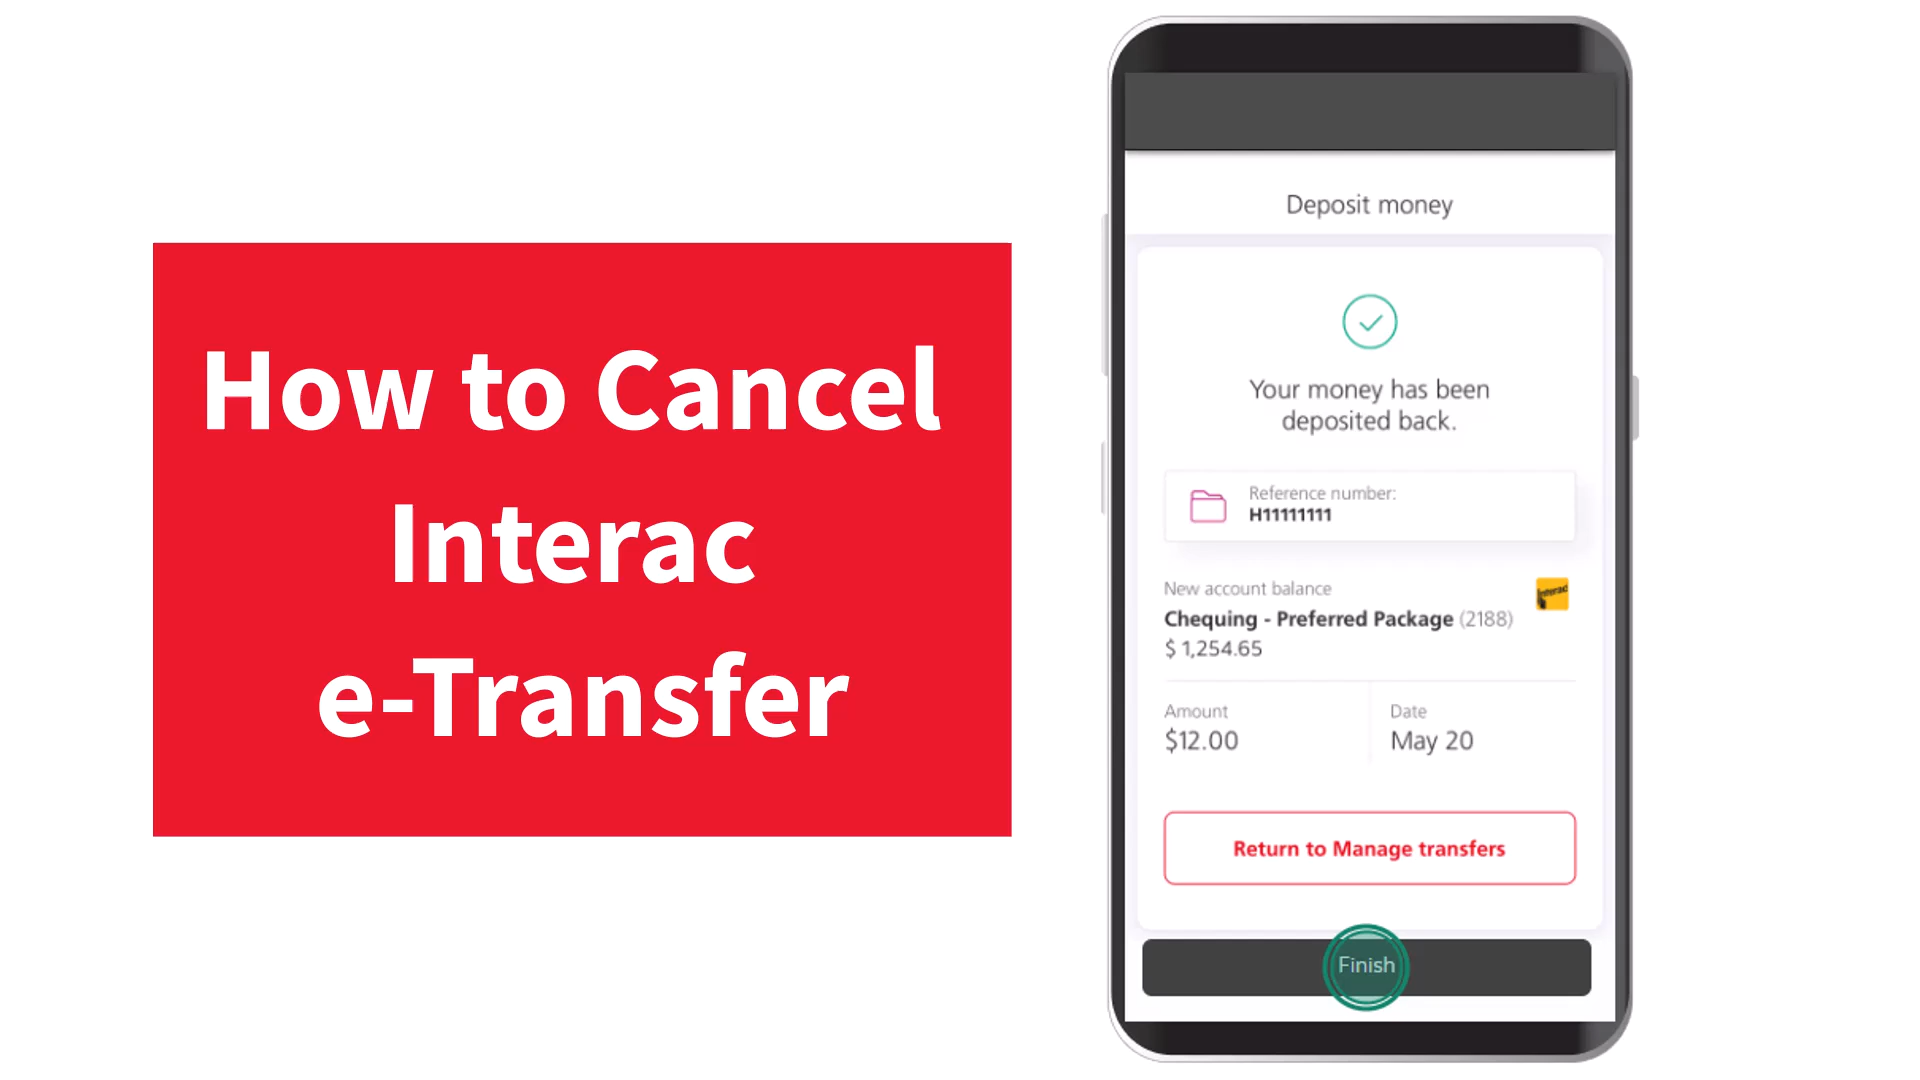 How to Cancel
Interac
e-Transfer
Deposit money
Your money has been
deposited back.
Reference number:
H11111111
New account balance
Interac
Chequing - Preferred Package (2188)
$ 1,254.65
Amount
Date
$12.00
May 20
Return to Manage transfers
Finish